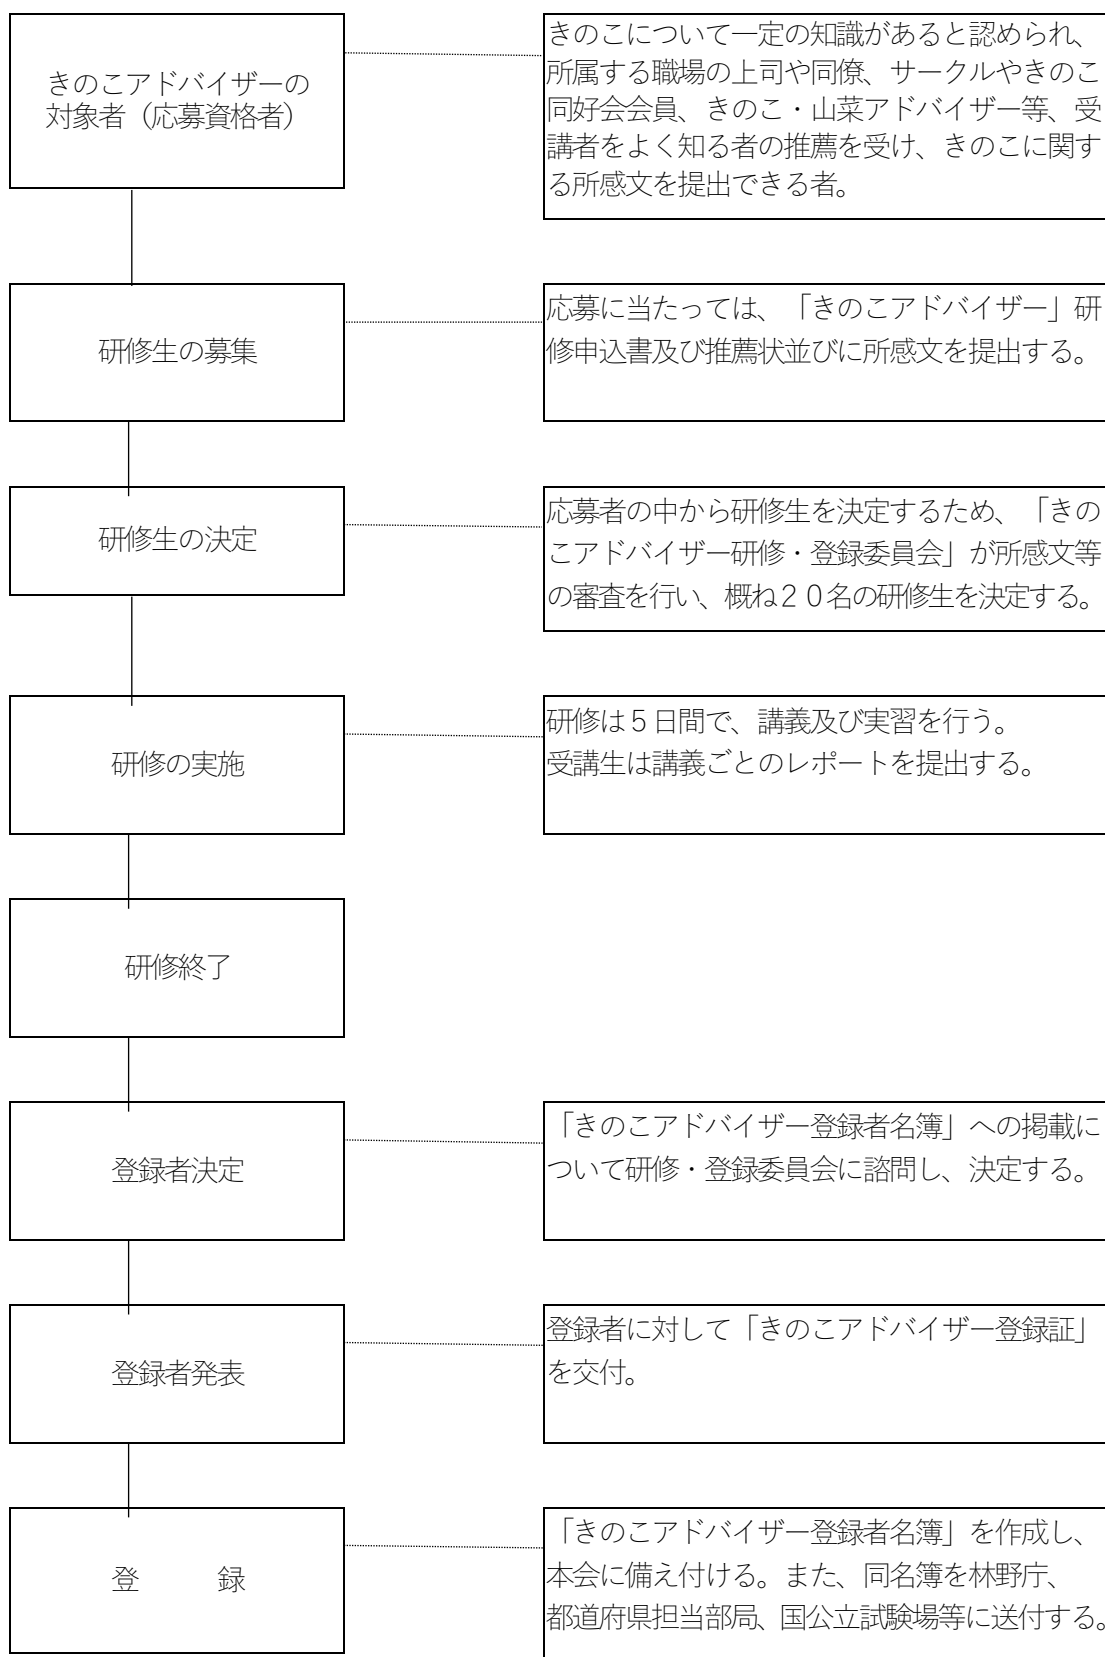 きのこアドバイザーの
対象者（応募資格者）
きのこについて一定の知識があると認められ、
所属する職場の上司や同僚、サークルやきのこ
同好会会員、きのこ・山菜アドバイザー等、受
講者をよく知る者の推薦を受け、きのこに関す
る所感文を提出できる者。
研修生の募集
応募に当たっては、「きのこアドバイザー」研
修申込書及び推薦状並びに所感文を提出する。
研修生の決定
応募者の中から研修生を決定するため、「きの
こアドバイザー研修・登録委員会」が所感文等
の審査を行い、概ね２０名の研修生を決定する。
研修の実施
研修は５日間で、講義及び実習を行う。
受講生は講義ごとのレポートを提出する。
研修終了
登録者決定
「きのこアドバイザー登録者名簿」への掲載に
ついて研修・登録委員会に諮問し、決定する。
登録者発表
登録者に対して「きのこアドバイザー登録証」
を交付。
登　　　録
「きのこアドバイザー登録者名簿」を作成し、
本会に備え付ける。また、同名簿を林野庁、
都道府県担当部局、国公立試験場等に送付する。